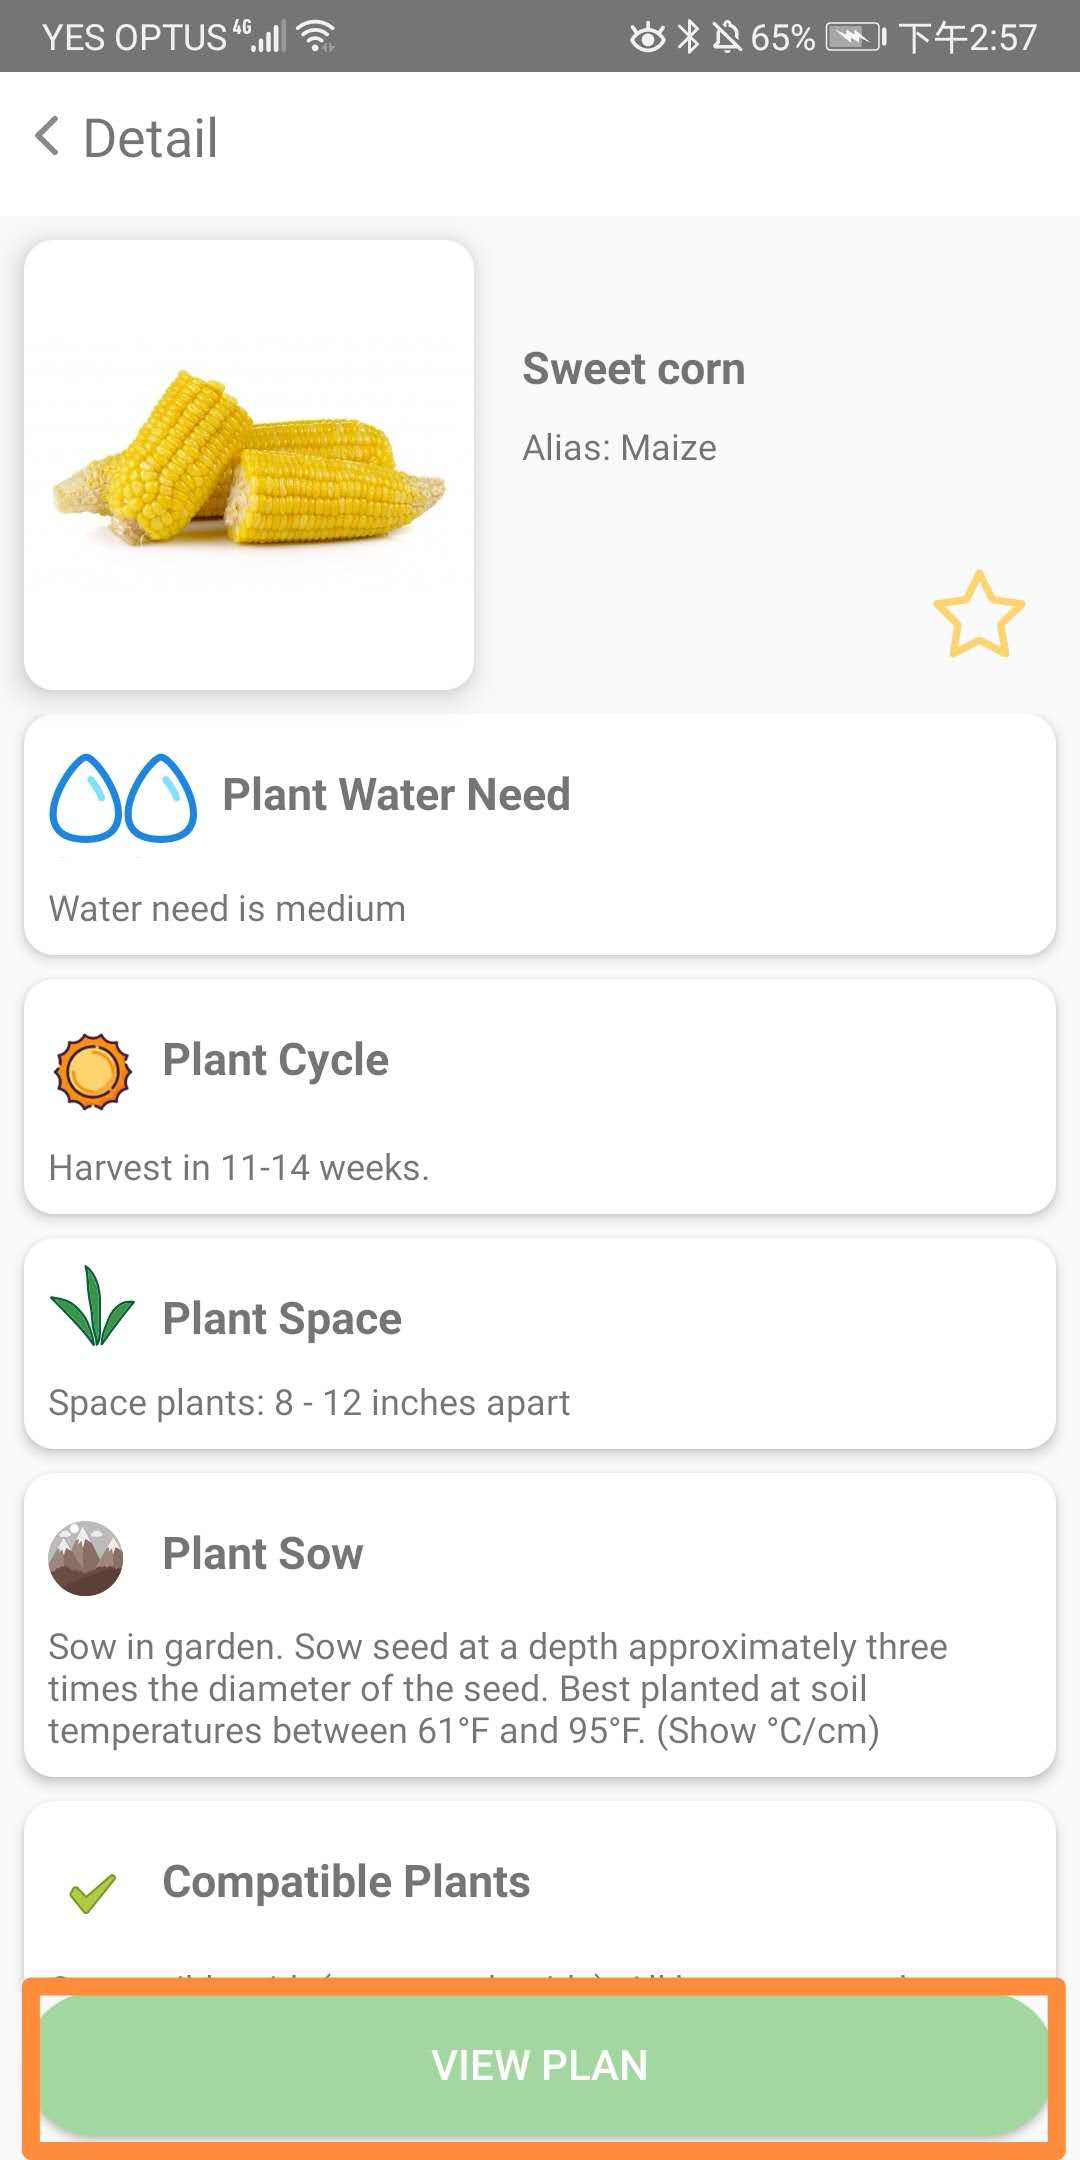 YES OPTUS 4G 65% 下午2:57
Detail
Sweet corn
Alias: Maize
Plant Water Need
Water need is medium
Plant Cycle
Harvest in 11-14 weeks.
Plant Space
Space plants: 8 - 12 inches apart
Plant Sow
Sow in garden. Sow seed at a depth approximately three
times the diameter of the seed. Best planted at soil
temperatures between 61°F and 95°F. (Show °C/cm)
Compatible Plants
VIEW PLAN